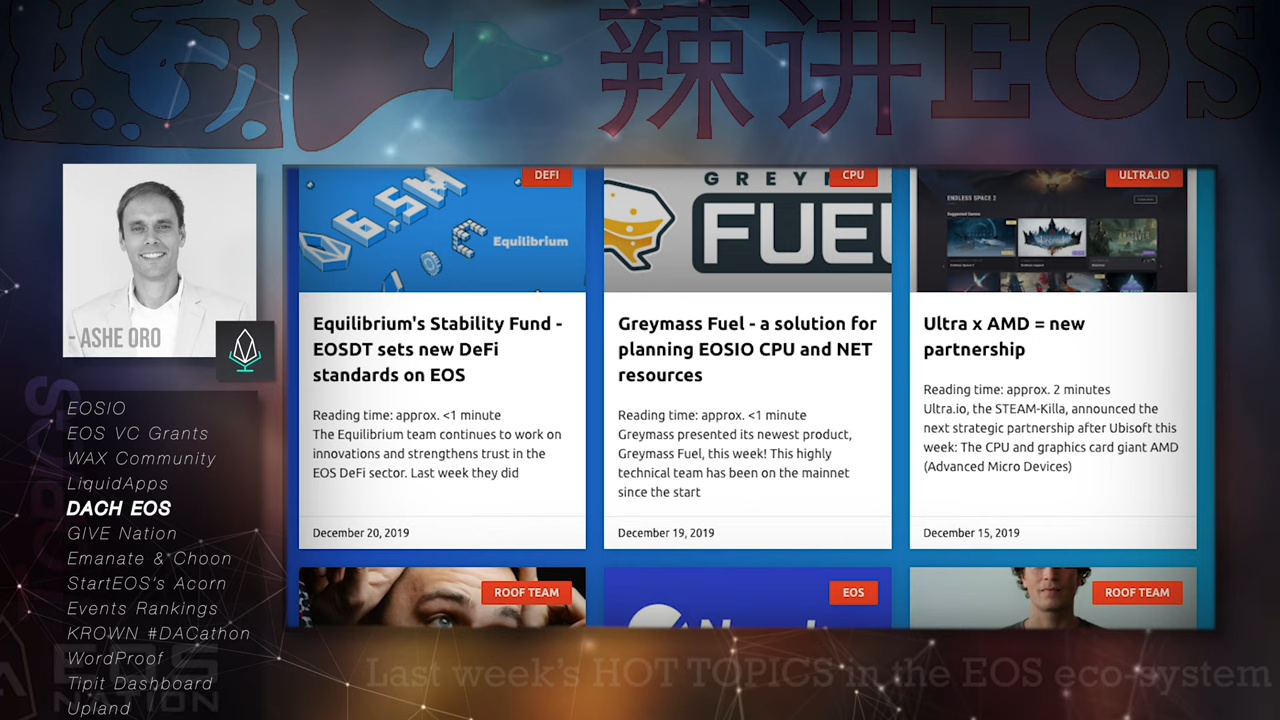 辣讲EOS
- ASHE ORO
EOSIO
EOS VC Grants
WAX Community
LiquidApps
DACH EOS
GIVE Nation
Emanate & Choon
StartEOS's Acorn
Events Rankings
KROWN #DACathon
WordProof
Tipit Dashboard
Upland
EOS
NATION
DEFI
6.5M
Equilibrium
Equilibrium's Stability Fund -
EOSDT sets new DeFi
standards on EOS
Reading time: approx. <1 minute
The Equilibrium team continues to work on
innovations and strengthens trust in the
EOS DeFi sector. Last week they did
December 20, 2019
CPU
GREYM
FUEL
Greymass Fuel - a solution for
planning EOSIO CPU and NET
resources
Reading time: approx. <1 minute
Greymass presented its newest product,
Greymass Fuel, this week! This highly
technical team has been on the mainnet
since the start
December 19, 2019
ULTRA.IO
ENDLESS SPACE 2
Suggested Games
Ultra x AMD = new
partnership
Reading time: approx. 2 minutes
Ultra.io, the STEAM-Killa, announced the
next strategic partnership after Ubisoft this
week: The CPU and graphics card giant AMD
(Advanced Micro Devices)
December 15, 2019
ROOF TEAM
EOS
ROOF TEAM
Last week's HOT TOPICS in the EOS eco-system